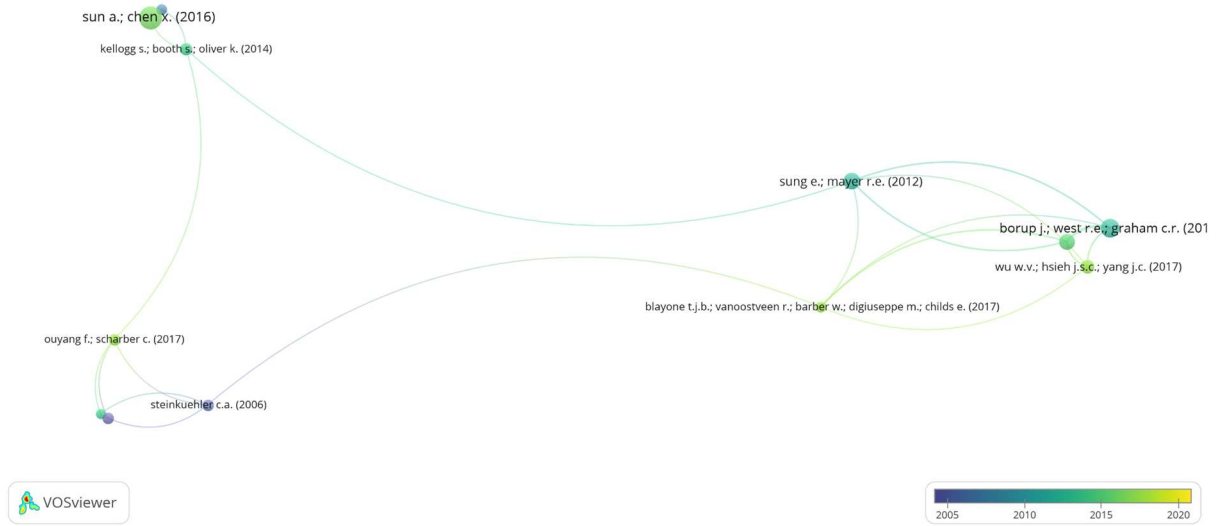 sun a.; chen x. (2016)
kellogg s.; booth s.; oliver k. (2014)
sung e.; mayer r.e. (2012)
borup j.; west r.e.; graham c.r. (201
wu w.v.; hsieh j.s.c.; yang j.c. (2017)
blayone t.j.b.; vanoostveen r.; barber w.; digiuseppe m.; childs e. (2017)
ouyang f.; scharber c. (2017)
steinkuehler c.a. (2006)
VOSviewer
2005 2010 2015 2020